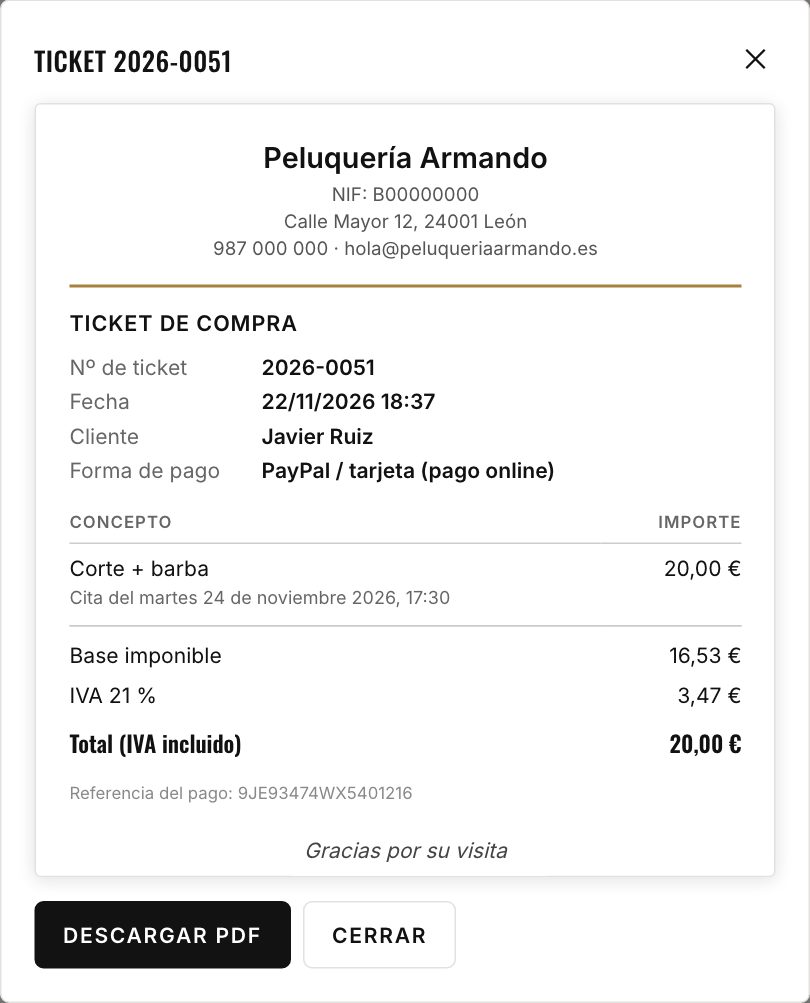 TICKET 2026-0051
Peluquería Armando
NIF: B00000000
Calle Mayor 12, 24001 León
987 000 000 · hola@peluqueriaarmando.es
TICKET DE COMPRA
Nº de ticket 2026-0051
Fecha 22/11/2026 18:37
Cliente Javier Ruiz
Forma de pago PayPal / tarjeta (pago online)
CONCEPTO IMPORTE
Corte + barba 20,00 €
Cita del martes 24 de noviembre 2026, 17:30
Base imponible 16,53 €
IVA 21 % 3,47 €
Total (IVA incluido) 20,00 €
Referencia del pago: 9JE93474WX5401216
Gracias por su visita
DESCARGAR PDF CERRAR